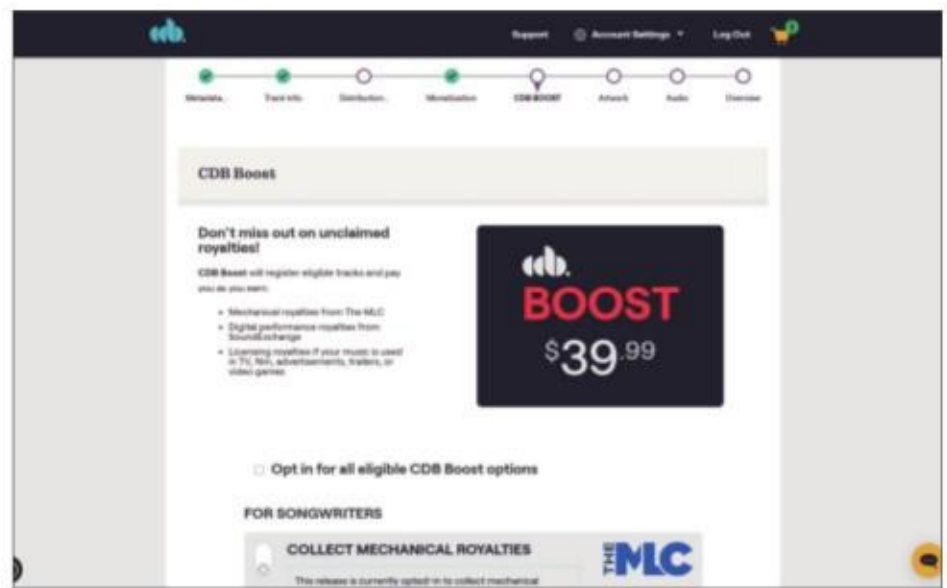 cdb.
Support Account Settings Log Out
Metadata... Track Info Distribution... Monetization CDB BOOST Artwork Audio Overview
CDB Boost
Don't miss out on unclaimed
royalties!
CDB Boost will register eligible tracks and pay
you as you earn:
Mechanical royalties from The MLC
Digital performance royalties from
SoundExchange
Licensing royalties if your music is used
in TV, film, advertisements, trailers, or
video games
cdb.
BOOST
$39.99
Opt in for all eligible CDB Boost options
FOR SONGWRITERS
COLLECT MECHANICAL ROYALTIES
THE MLC
This release is currently opted-in to collect mechanical